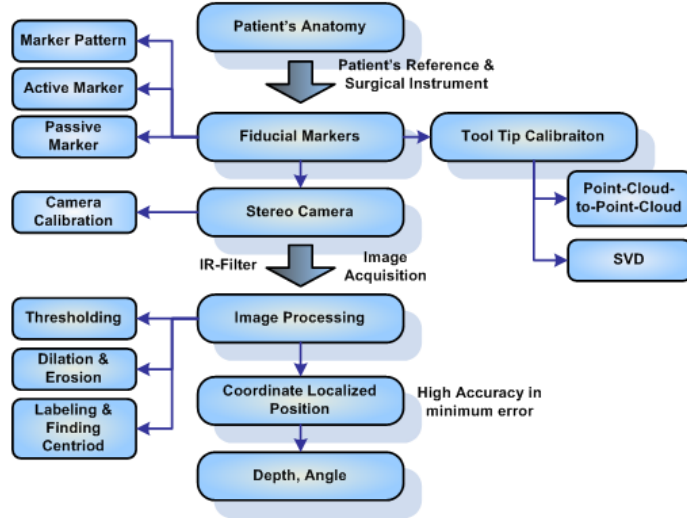 Marker Pattern
Patient's Anatomy
Active Marker
Patient's Reference &
Surgical Instrument
Passive
Marker
Fiducial Markers
Tool Tip Calibraiton
Point-Cloud-
to-Point-Cloud
Camera
Calibration
Stereo Camera
SVD
IR-Filter
Image
Acquisition
Thresholding
Image Processing
Dilation &
Erosion
Coordinate Localized
Position
High Accuracy in
minimum error
Labeling &
Finding
Centriod
Depth, Angle